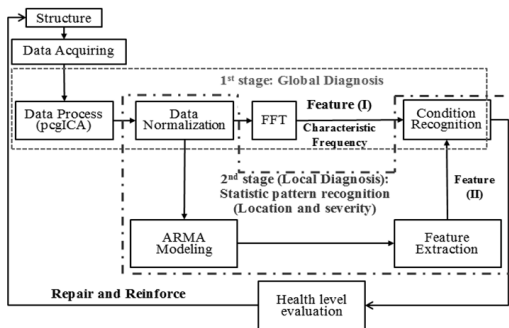 Structure
Data Acquiring
1st stage: Global Diagnosis
Data Process
(pcgICA)
Data
Normalization
FFT
Feature (I)
Characteristic
Frequency
Condition
Recognition
2nd stage (Local Diagnosis):
Statistic pattern recognition
(Location and severity)
Feature
(II)
ARMA
Modeling
Feature
Extraction
Repair and Reinforce
Health level
evaluation